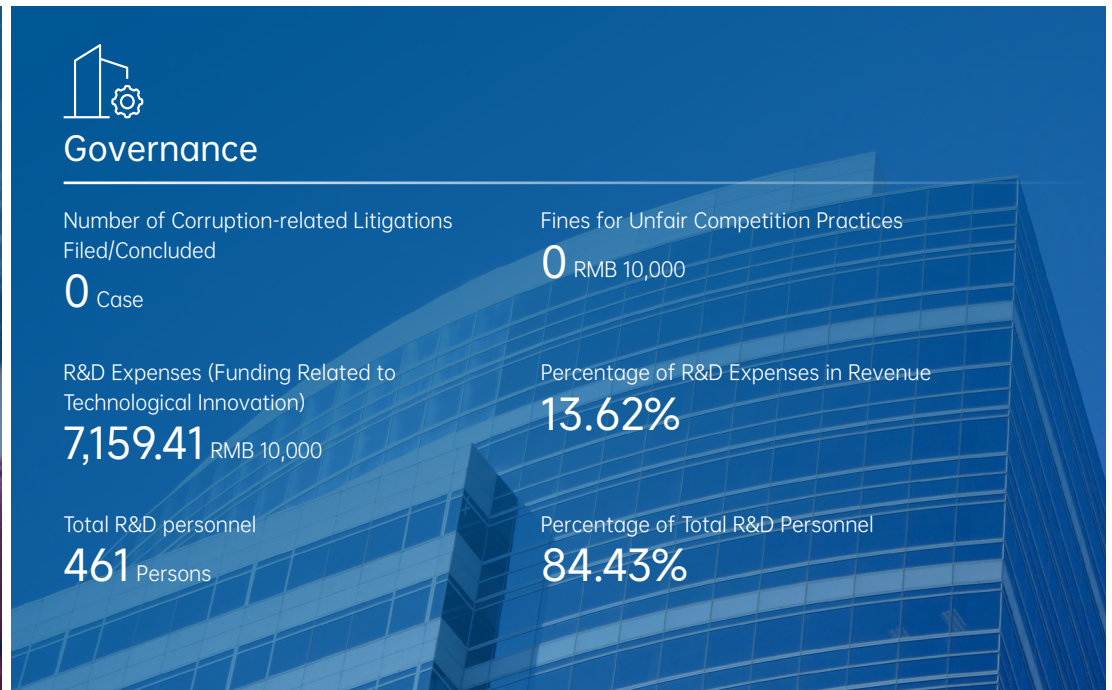 Governance
Number of Corruption-related Litigations
Filed/Concluded
0 Case
Fines for Unfair Competition Practices
0 RMB 10,000
R&D Expenses (Funding Related to
Technological Innovation)
7,159.41 RMB 10,000
Percentage of R&D Expenses in Revenue
13.62%
Total R&D personnel
461 Persons
Percentage of Total R&D Personnel
84.43%